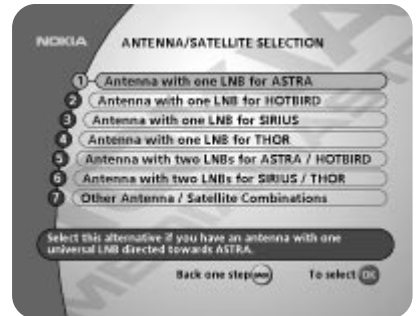 NOKIA
ANTENNA/SATELLITE SELECTION
1 Antenna with one LNB for ASTRA
2 Antenna with one LNB for HOTBIRD
3 Antenna with one LNB for SIRIUS
4 Antenna with one LNB for THOR
5 Antenna with two LNBs for ASTRA / HOTBIRD
6 Antenna with two LNBs for SIRIUS / THOR
7 Other Antenna / Satellite Combinations
Select this alternative if you have an antenna with one
universal LNB directed towards ASTRA.
Back one step To select OK